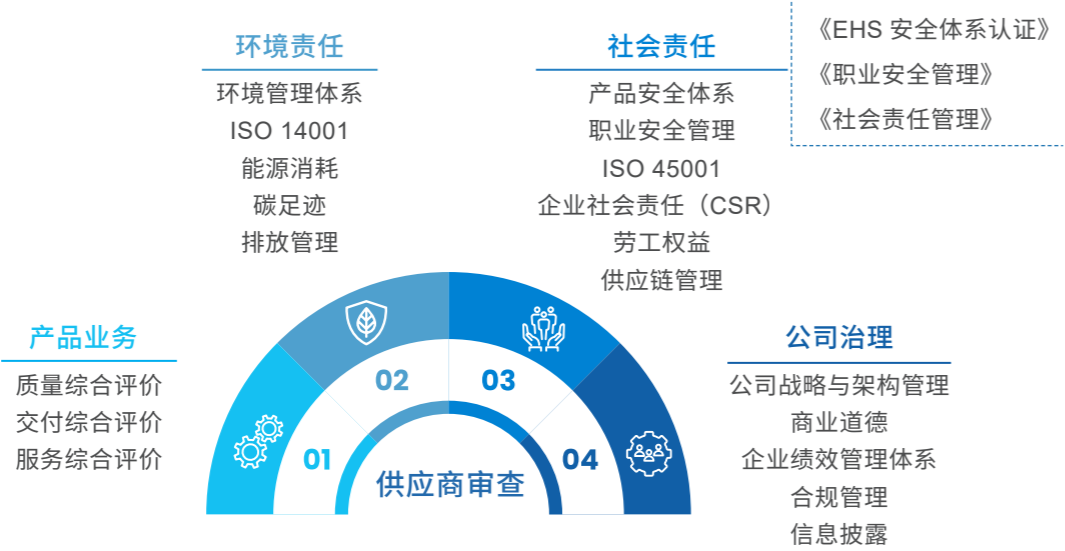 环境责任
环境管理体系
ISO 14001
能源消耗
碳足迹
排放管理
社会责任
产品安全体系
职业安全管理
ISO 45001
企业社会责任（CSR）
劳工权益
供应链管理
《EHS 安全体系认证》
《职业安全管理》
《社会责任管理》
产品业务
质量综合评价
交付综合评价
服务综合评价
01
02
03
04
供应商审查
公司治理
公司战略与架构管理
商业道德
企业绩效管理体系
合规管理
信息披露